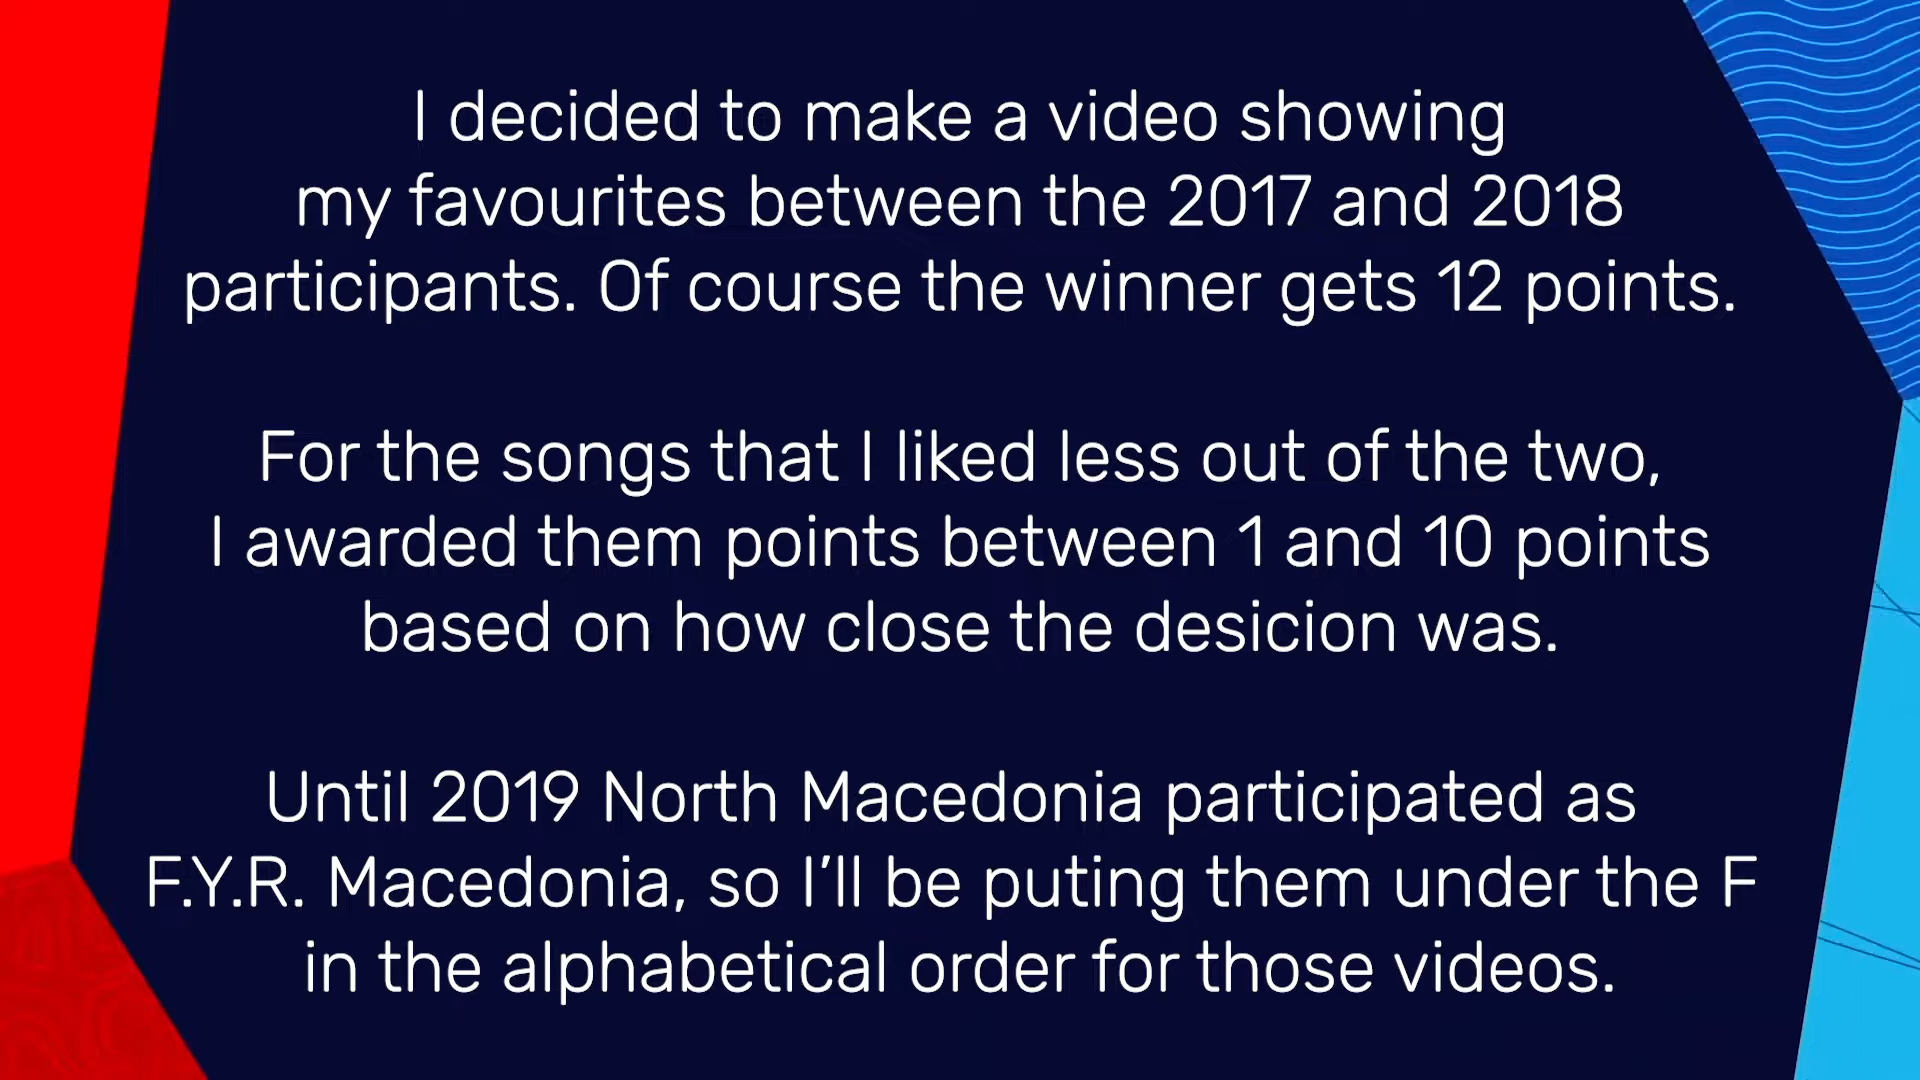 I decided to make a video showing
my favourites between the 2017 and 2018
participants. Of course the winner gets 12 points.
For the songs that I liked less out of the two,
I awarded them points between 1 and 10 points
based on how close the desicion was.
Until 2019 North Macedonia participated as
F.Y.R. Macedonia, so I’ll be puting them under the F
in the alphabetical order for those videos.